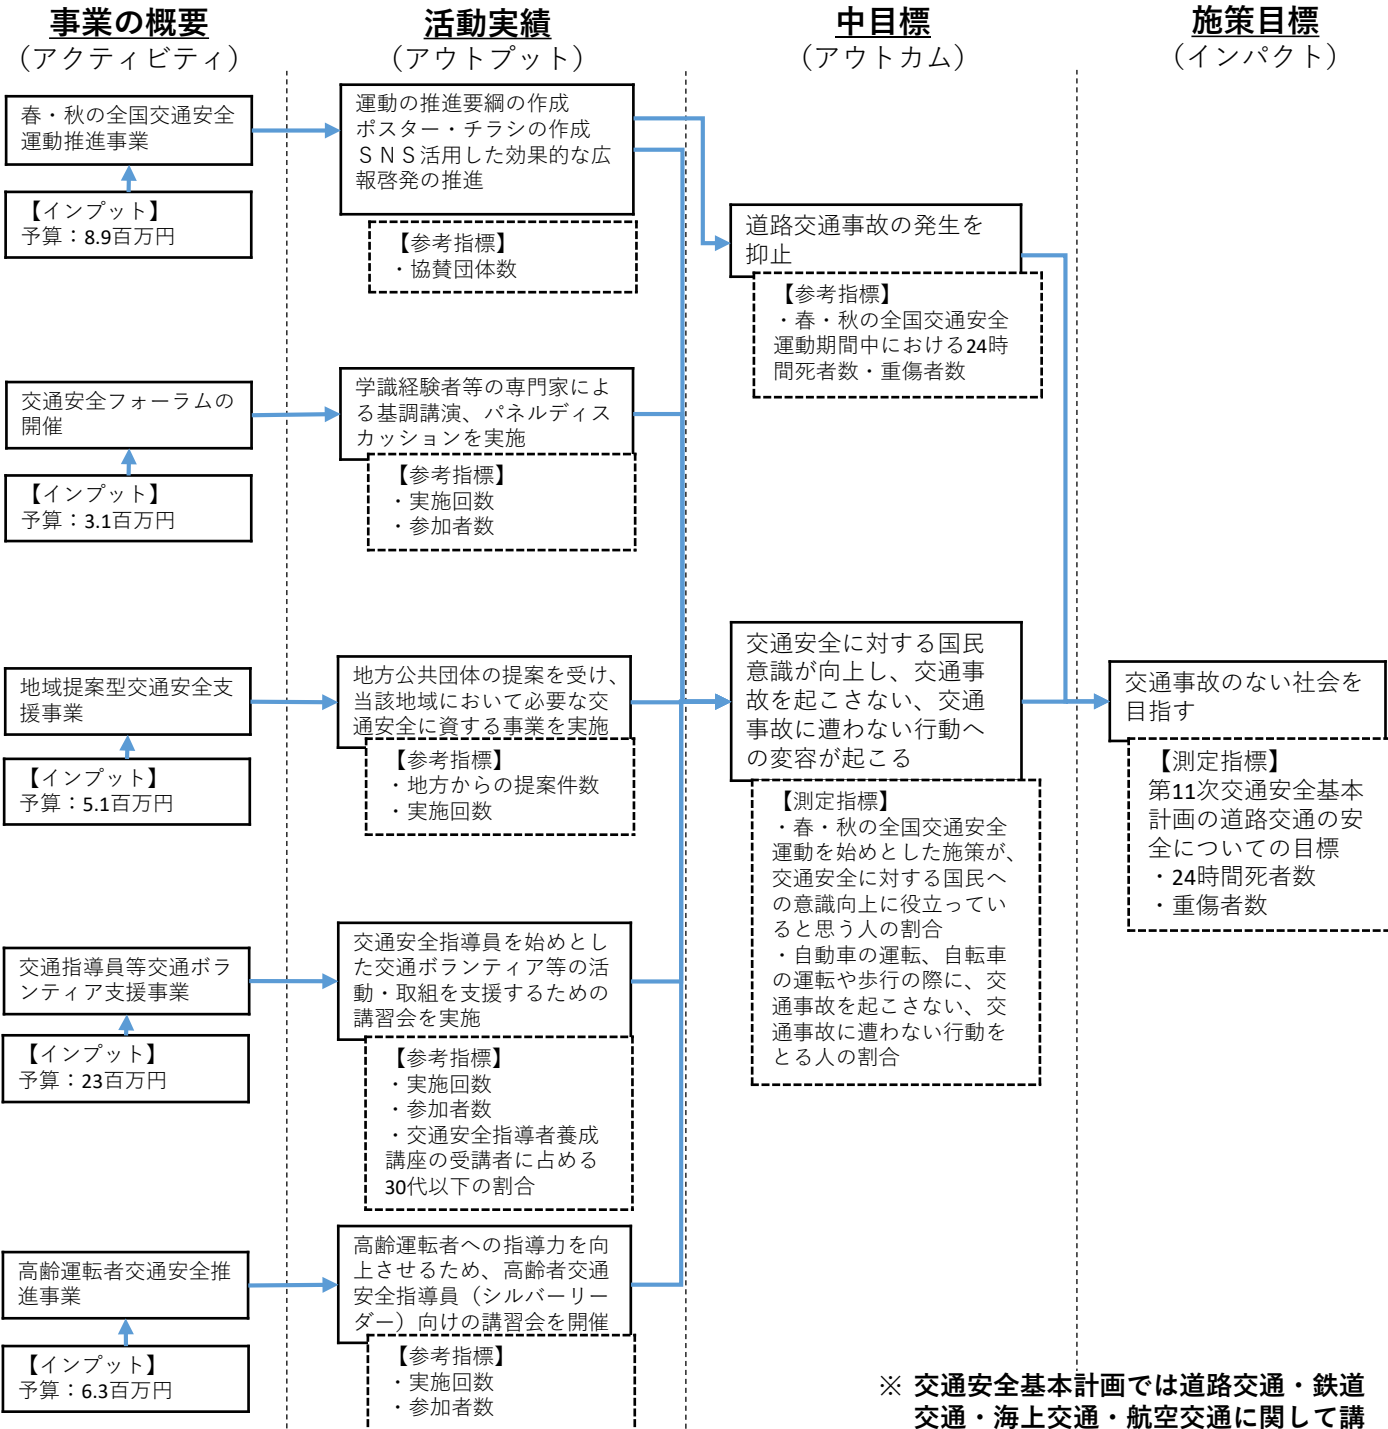 事業の概要
（アクティビティ）
春・秋の全国交通安全
運動推進事業
【インプット】
予算：8.9百万円
交通安全フォーラムの
開催
【インプット】
予算：3.1百万円
地域提案型交通安全支
援事業
【インプット】
予算：5.1百万円
交通指導員等交通ボラ
ンティア支援事業
【インプット】
予算：23百万円
高齢運転者交通安全推
進事業
【インプット】
予算：6.3百万円
活動実績
（アウトプット）
運動の推進要綱の作成
ポスター・チラシの作成
ＳＮＳ活用した効果的な広
報啓発の推進
【参考指標】
・協賛団体数
学識経験者等の専門家によ
る基調講演、パネルディス
カッションを実施
【参考指標】
・実施回数
・参加者数
地方公共団体の提案を受け、
当該地域において必要な交
通安全に資する事業を実施
【参考指標】
・地方からの提案件数
・実施回数
交通安全指導員を始めとし
た交通ボランティア等の活
動・取組を支援するための
講習会を実施
【参考指標】
・実施回数
・参加者数
・交通安全指導者養成
講座の受講者に占める
30代以下の割合
高齢運転者への指導力を向
上させるため、高齢者交通
安全指導員（シルバーリー
ダー）向けの講習会を開催
【参考指標】
・実施回数
・参加者数
中目標
（アウトカム）
道路交通事故の発生を
抑止
【参考指標】
・春・秋の全国交通安全
運動期間中における24時
間死者数・重傷者数
交通安全に対する国民
意識が向上し、交通事
故を起こさない、交通
事故に遭わない行動へ
の変容が起こる
【測定指標】
・春・秋の全国交通安全
運動を始めとした施策が、
交通安全に対する国民へ
の意識向上に役立ってい
ると思う人の割合
・自動車の運転、自転車
の運転や歩行の際に、交
通事故を起こさない、交
通事故に遭わない行動を
とる人の割合
施策目標
（インパクト）
交通事故のない社会を
目指す
【測定指標】
第11次交通安全基本
計画の道路交通の安
全についての目標
・24時間死者数
・重傷者数
※ 交通安全基本計画では道路交通・鉄道
交通・海上交通・航空交通に関して講